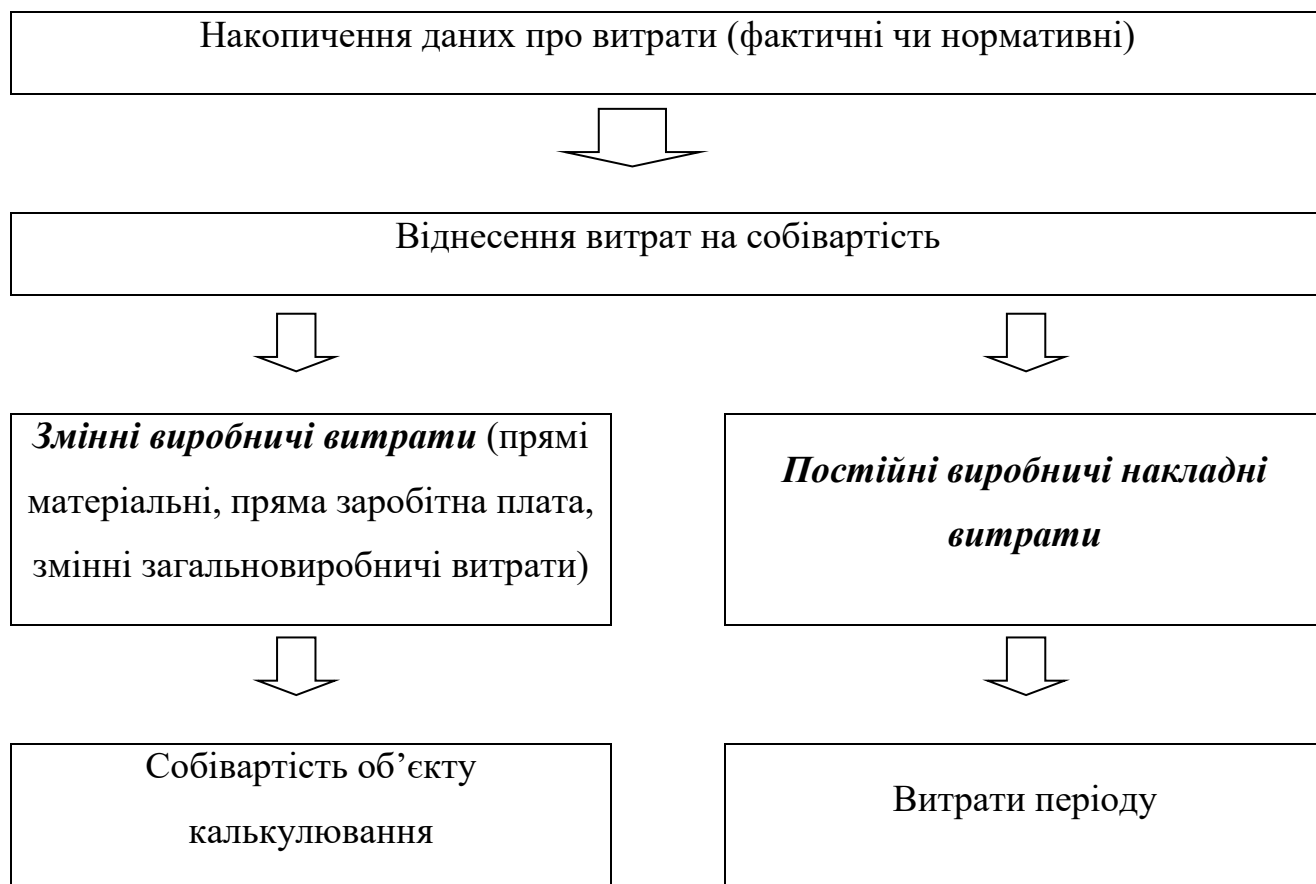 Накопичення даних про витрати (фактичні чи нормативні)
Віднесення витрат на собівартість
Змінні виробничі витрати (прямі
матеріальні, пряма заробітна плата,
змінні загальновиробничі витрати)
Постійні виробничі накладні
витрати
Собівартість об’єкту
калькулювання
Витрати періоду